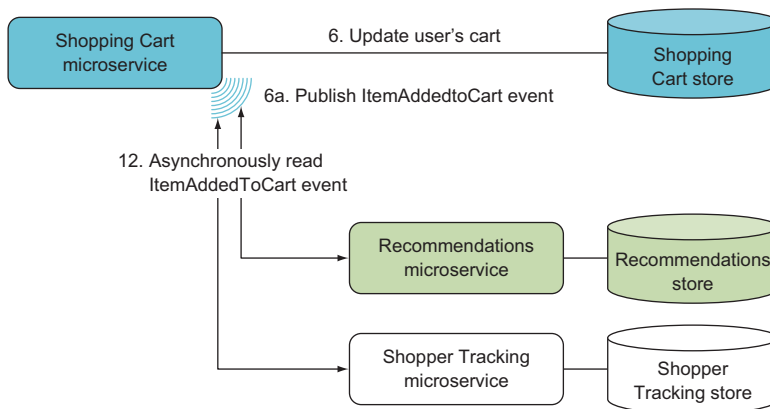 Shopping Cart
microservice
6. Update user's cart
Shopping
Cart store
6a. Publish ItemAddedtoCart event
12. Asynchronously read
ItemAddedToCart event
Recommendations
microservice
Recommendations
store
Shopper Tracking
microservice
Shopper
Tracking store